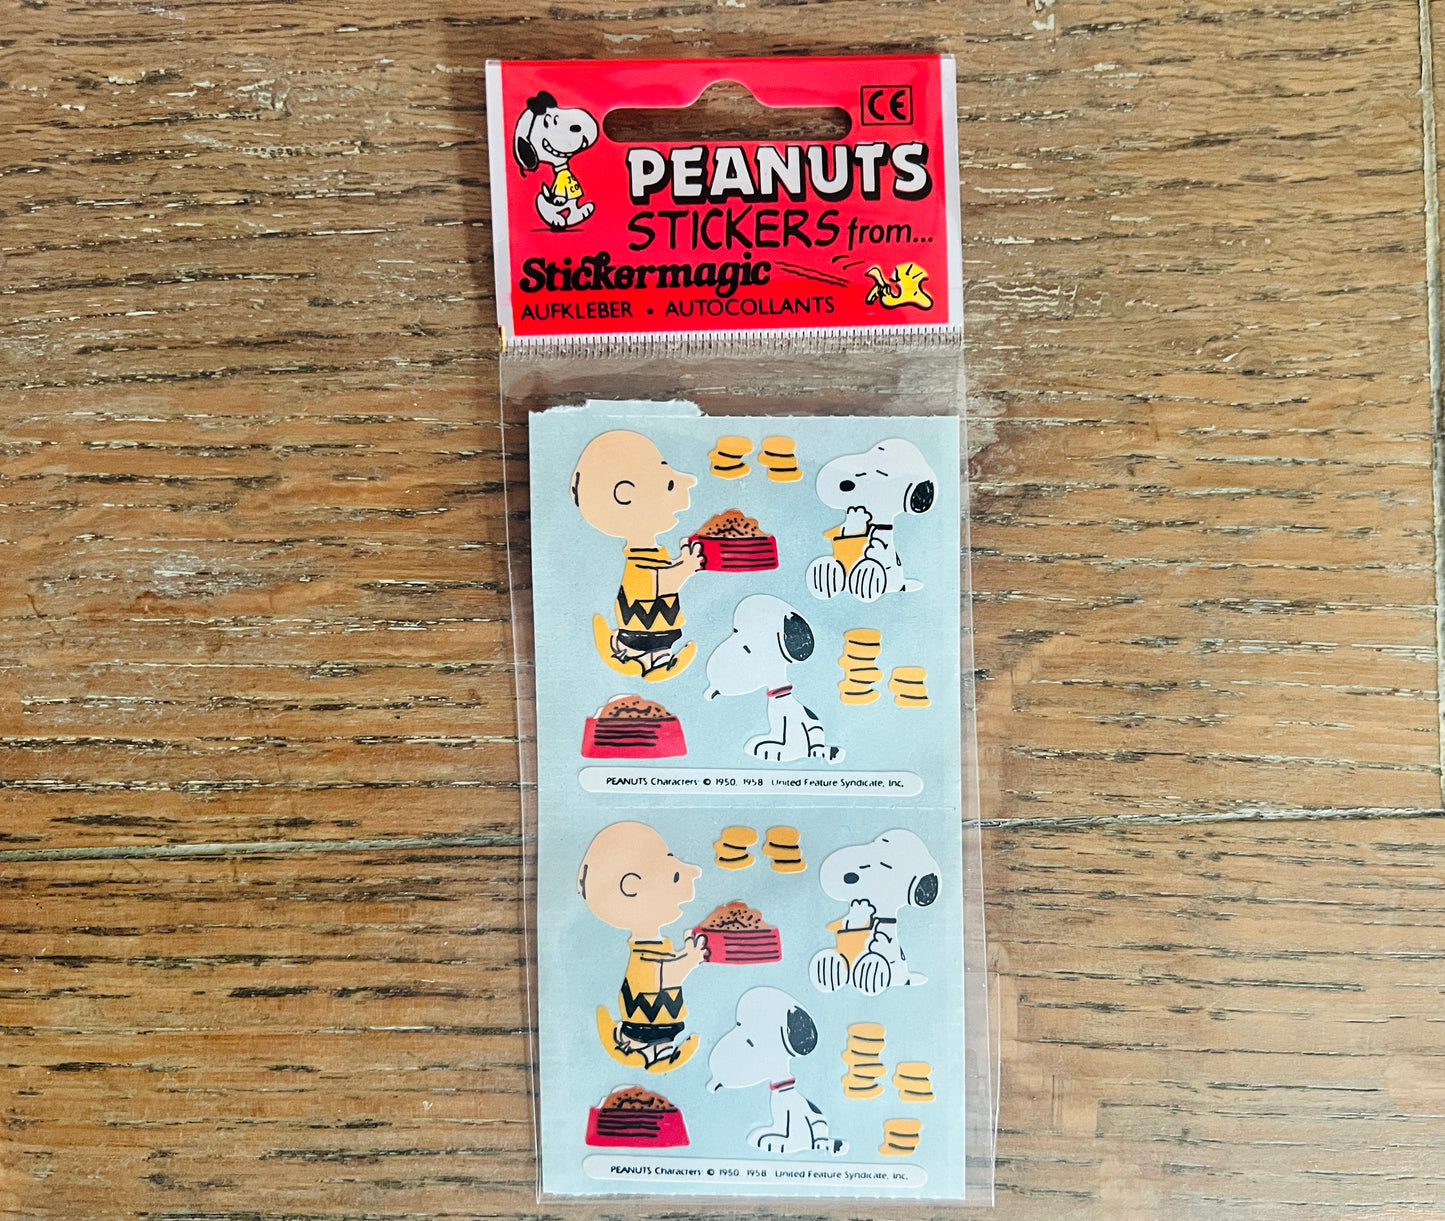 CE
PEANUTS
STICKERS from...
Stickermagic
AUFKLEBER • AUTOCOLLANTS
PEANUTS Characters: © 1950, 1958 United Feature Syndicate, Inc.
PEANUTS Characters: © 1950, 1958 United Feature Syndicate, Inc.